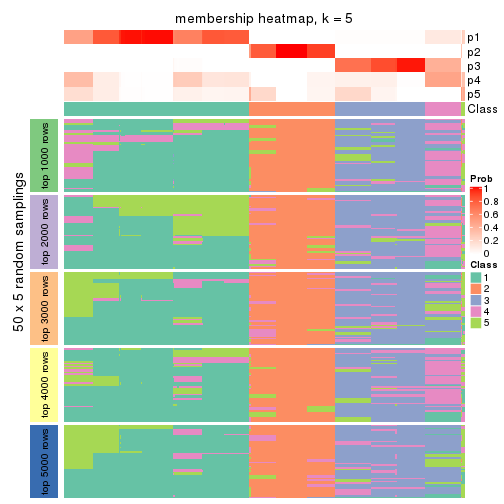 membership heatmap, k = 5
p1
p2
p3
p4
p5
Class
50 x 5 random samplings
top 1000 rows
top 2000 rows
top 3000 rows
top 4000 rows
top 5000 rows
Prob
1
0.8
0.6
0.4
0.2
0
Class
1
2
3
4
5